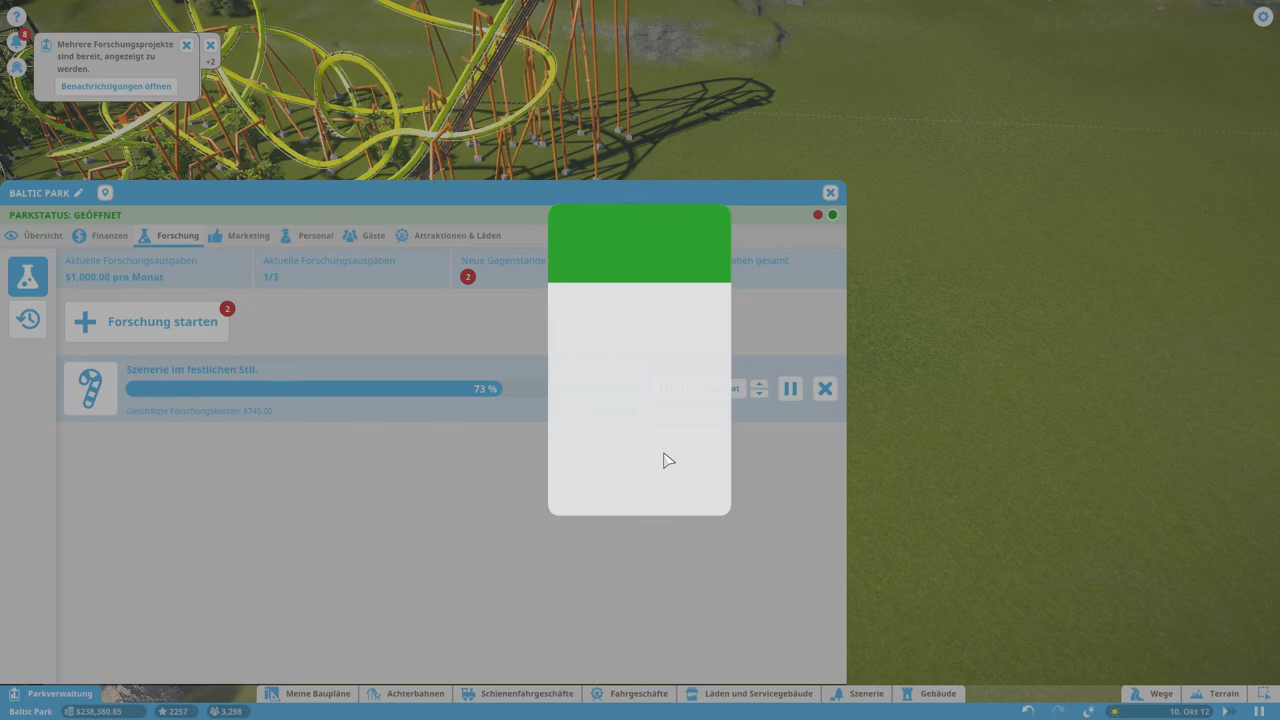 ?
8
Mehrere Forschungsprojekte
sind bereit, angezeigt zu
werden.
+2
Benachrichtigungen öffnen
BALTIC PARK
PARKSTATUS: GEÖFFNET
Übersicht
Finanzen
Forschung
Marketing
Personal
Gäste
Attraktionen & Läden
Aktuelle Forschungsausgaben
$1,000.00 pro Monat
Aktuelle Forschungsausgaben
1/3
Neue Gegenstände
2
aben gesamt
Forschung starten
2
Szenerie im festlichen Stil.
73 %
Geschätzte Forschungskosten: $745.00
Parkverwaltung
Meine Baupläne
Achterbahnen
Schienenfahrgeschäfte
Fahrgeschäfte
Läden und Servicegebäude
Szenerie
Gebäude
Wege
Terrain
Baltic Park
$238,380.85
2257
3,298
10. Okt 12